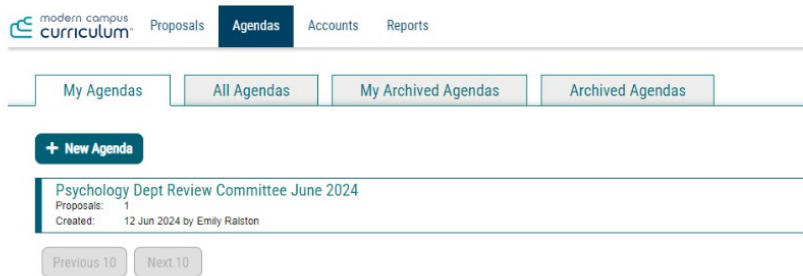 modern campus
curriculum™
Proposals Agendas Accounts Reports
My Agendas All Agendas My Archived Agendas Archived Agendas
+ New Agenda
Psychology Dept Review Committee June 2024
Proposals: 1
Created: 12 Jun 2024 by Emily Ralston
Previous 10 Next 10